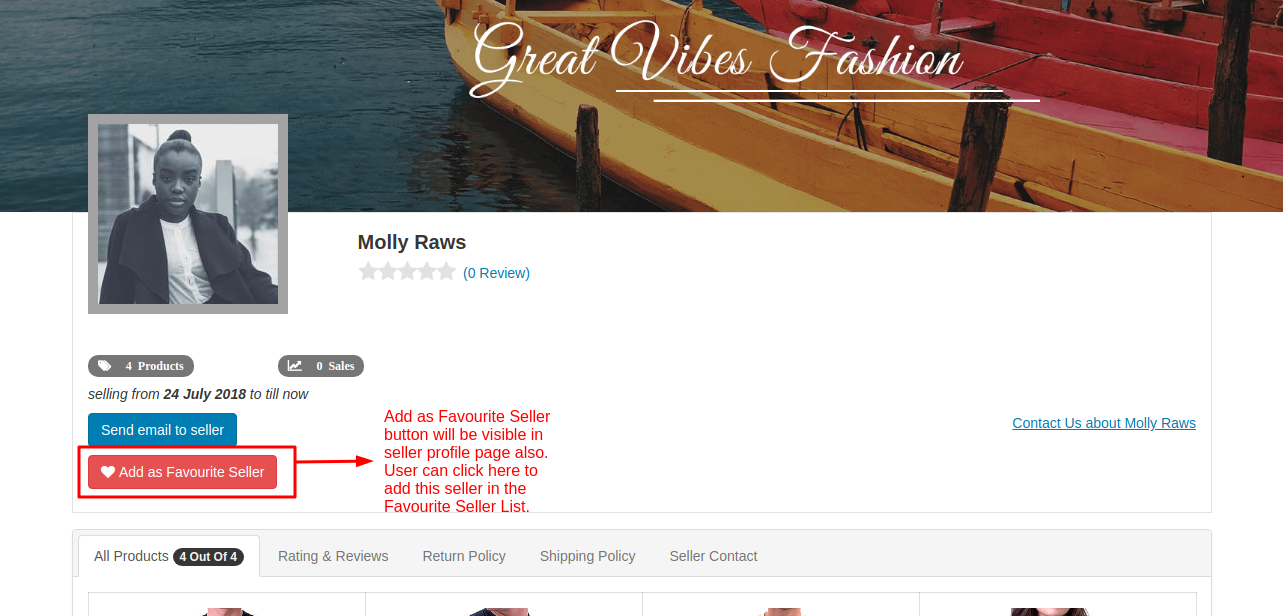 Great Vibes Fashion
Molly Raws
(0 Review)
4 Products
0 Sales
selling from 24 July 2018 to till now
Send email to seller
Contact Us about Molly Raws
Add as Favourite Seller
Add as Favourite Seller
button will be visible in
seller profile page also.
User can click here to
add this seller in the
Favourite Seller List.
All Products 4 Out Of 4
Rating & Reviews
Return Policy
Shipping Policy
Seller Contact